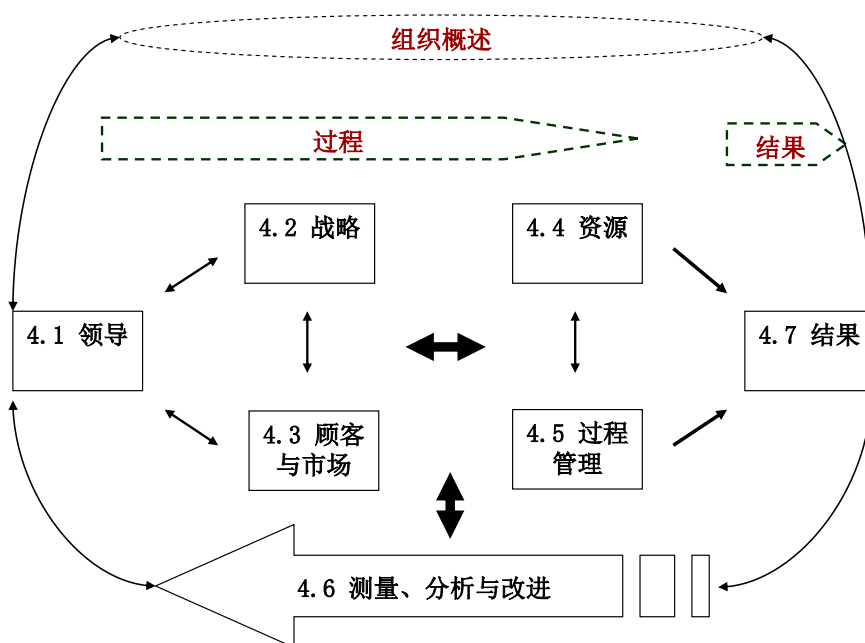 组织概述
过程
结果
4.2 战略
4.4 资源
4.1 领导
4.7 结果
4.3 顾客
与市场
4.5 过程
管理
4.6 测量、分析与改进